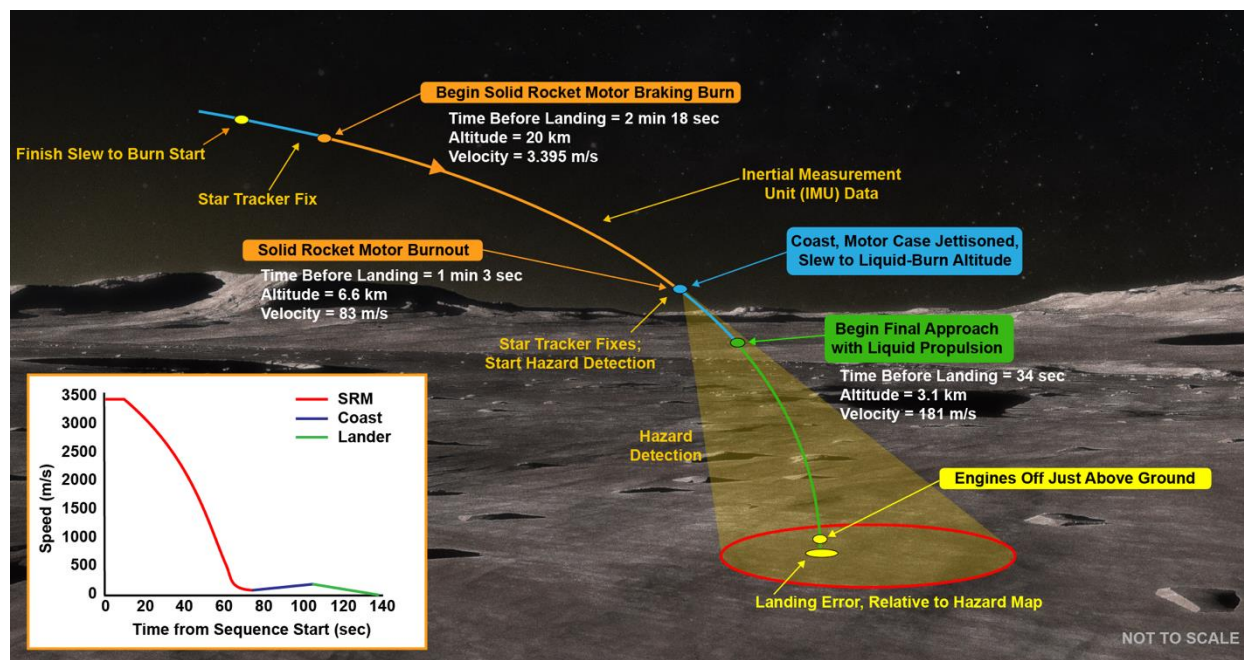 Begin Solid Rocket Motor Braking Burn
Time Before Landing = 2 min 18 sec
Altitude = 20 km
Velocity = 3.395 m/s
Finish Slew to Burn Start
Star Tracker Fix
Inertial Measurement
Unit (IMU) Data
Solid Rocket Motor Burnout
Time Before Landing = 1 min 3 sec
Altitude = 6.6 km
Velocity = 83 m/s
Coast, Motor Case Jettisoned,
Slew to Liquid-Burn Altitude
Star Tracker Fixes;
Start Hazard Detection
Begin Final Approach
with Liquid Propulsion
Time Before Landing = 34 sec
Altitude = 3.1 km
Velocity = 181 m/s
Hazard
Detection
Engines Off Just Above Ground
Landing Error, Relative to Hazard Map
NOT TO SCALE
3500
3000
2500
2000
1500
1000
500
0
Speed (m/s)
SRM
Coast
Lander
0 20 40 60 80 100 120 140
Time from Sequence Start (sec)